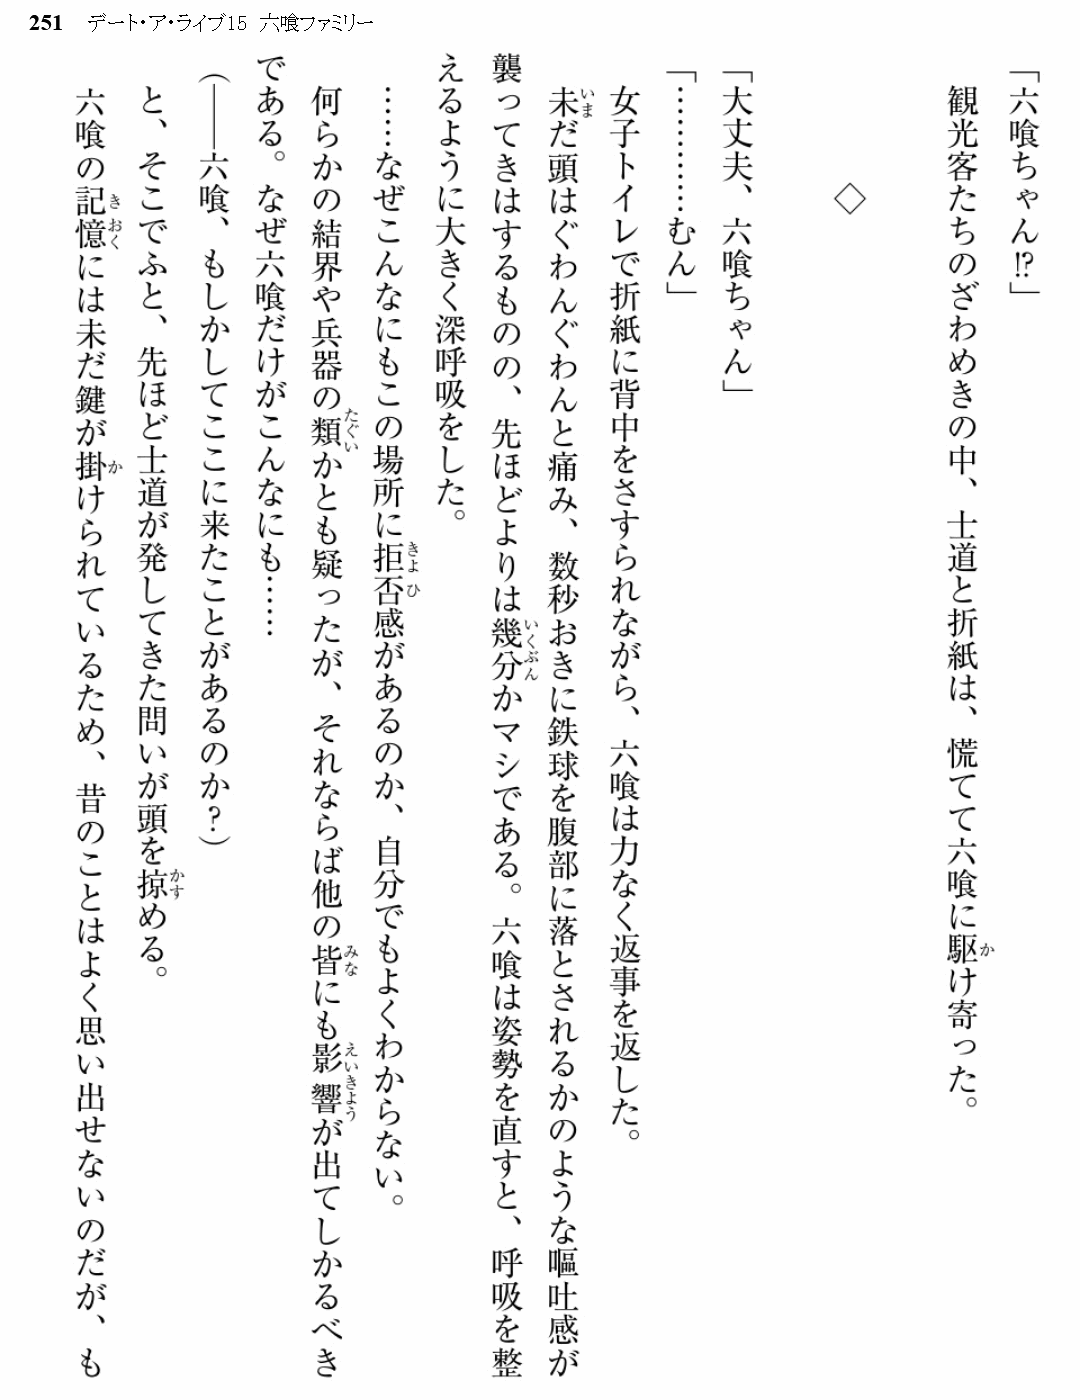 251 デート・ア・ライブ15 六喰ファミリー
「六喰ちゃん⁉」
観光客たちのざわめきの中、士道と折紙は、慌てて六喰に駆け寄った。
◇
「大丈夫、六喰ちゃん」
「…………むん」
女子トイレで折紙に背中をさすられながら、六喰は力なく返事を返した。
未だ頭はぐわんぐわんと痛み、数秒おきに鉄球を腹部に落とされるかのような嘔吐感が
襲ってきはするものの、先ほどよりは幾分かマシである。六喰は姿勢を直すと、呼吸を整
えるように大きく深呼吸をした。
……なぜこんなにもこの場所に拒否感があるのか、自分でもよくわからない。
何らかの結界や兵器の類かとも疑ったが、それならば他の皆にも影響が出てしかるべき
である。なぜ六喰だけがこんなにも……
（――六喰、もしかしてここに来たことがあるのか？）
と、そこでふと、先ほど士道が発してきた問いが頭を掠める。
六喰の記憶には未だ鍵が掛けられているため、昔のことはよく思い出せないのだが、も